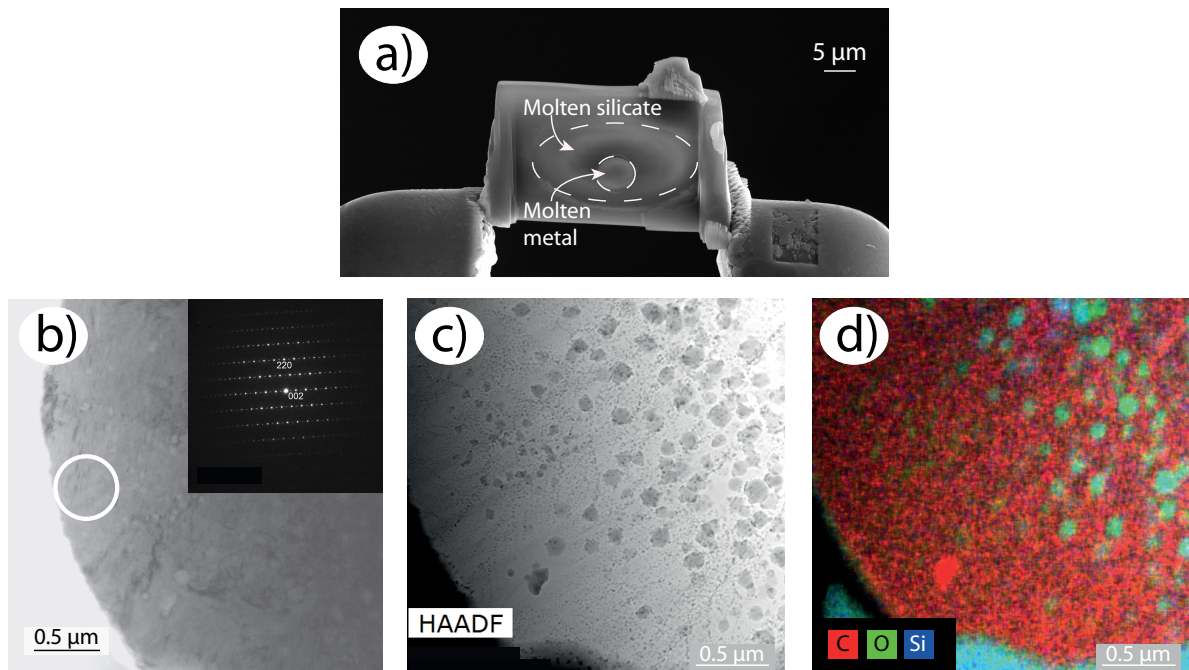 a)
5 µm
Molten silicate
Molten
metal
b)
220
002
0.5 µm
c)
HAADF
0.5 µm
d)
C O Si
0.5 µm